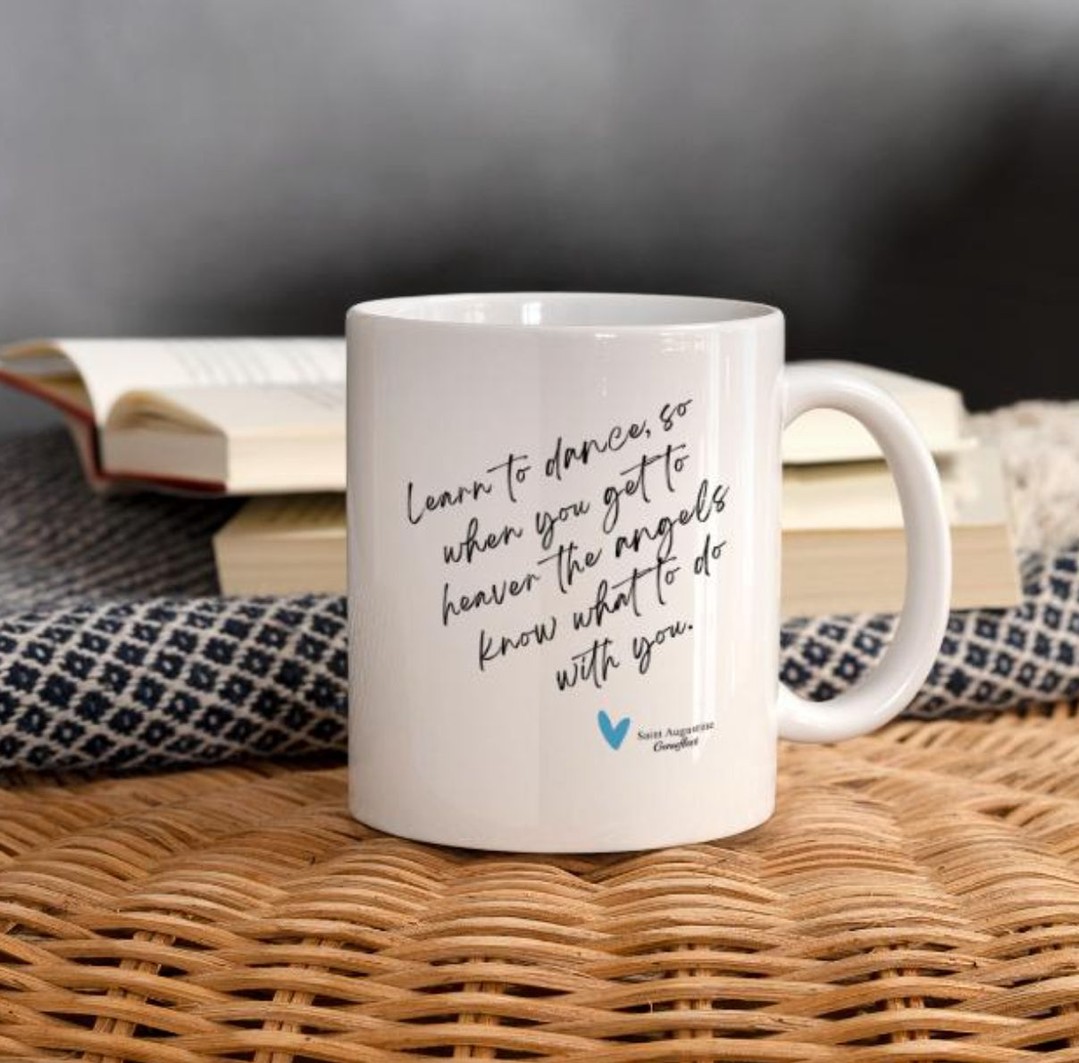 Learn to dance, so
when you get to
heaven the angels
know what to do
with you.
Saint Augustine